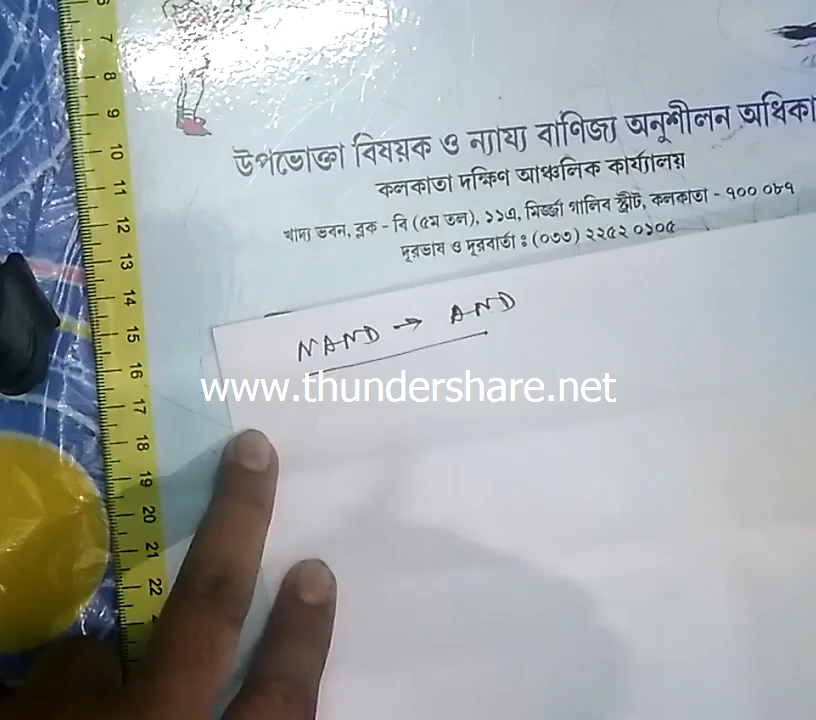 6
7
8
9
10
11
12
13
14
15
16
17
18
19
20
21
22
উপভোক্তা বিষয়ক ও ন্যায্য বাণিজ্য অনুশীলন অধিকা
কলকাতা দক্ষিণ আঞ্চলিক কার্য্যালয়
খাদ্য ভবন, ব্লক - বি (৫ম তল), ১১এ, মির্জ্জা গালিব স্ট্রীট, কলকাতা - ৭০০ ০৮৭
দূরভাষ ও দূরবার্তা : (০৩৩) ২২৫২ ০১০৫
NAND → AND
www.thundershare.net